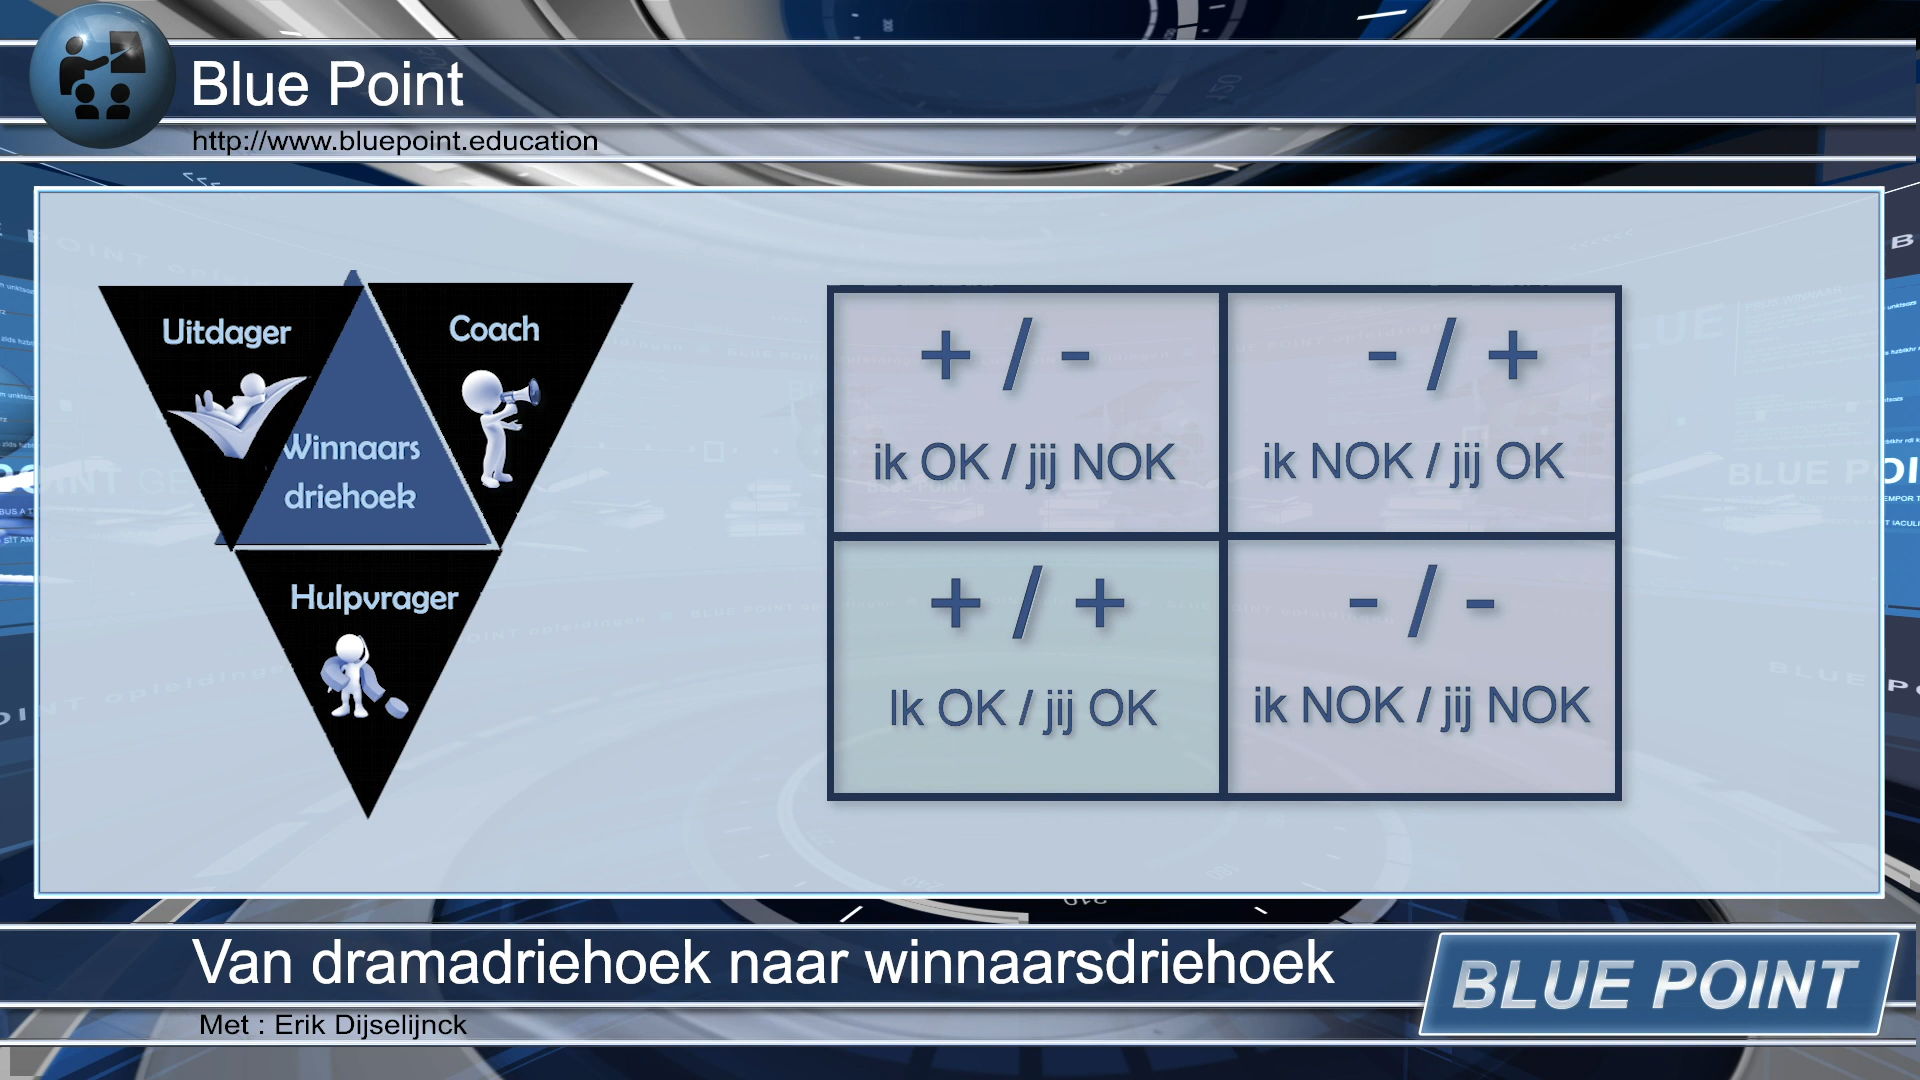 Blue Point
http://www.bluepoint.education
Uitdager
Coach
Winnaars
driehoek
Hulpvrager
+ / -
ik OK / jij NOK
- / +
ik NOK / jij OK
+ / +
Ik OK / jij OK
- / -
ik NOK / jij NOK
Van dramadriehoek naar winnaarsdriehoek
Met : Erik Dijselijnck
BLUE POINT